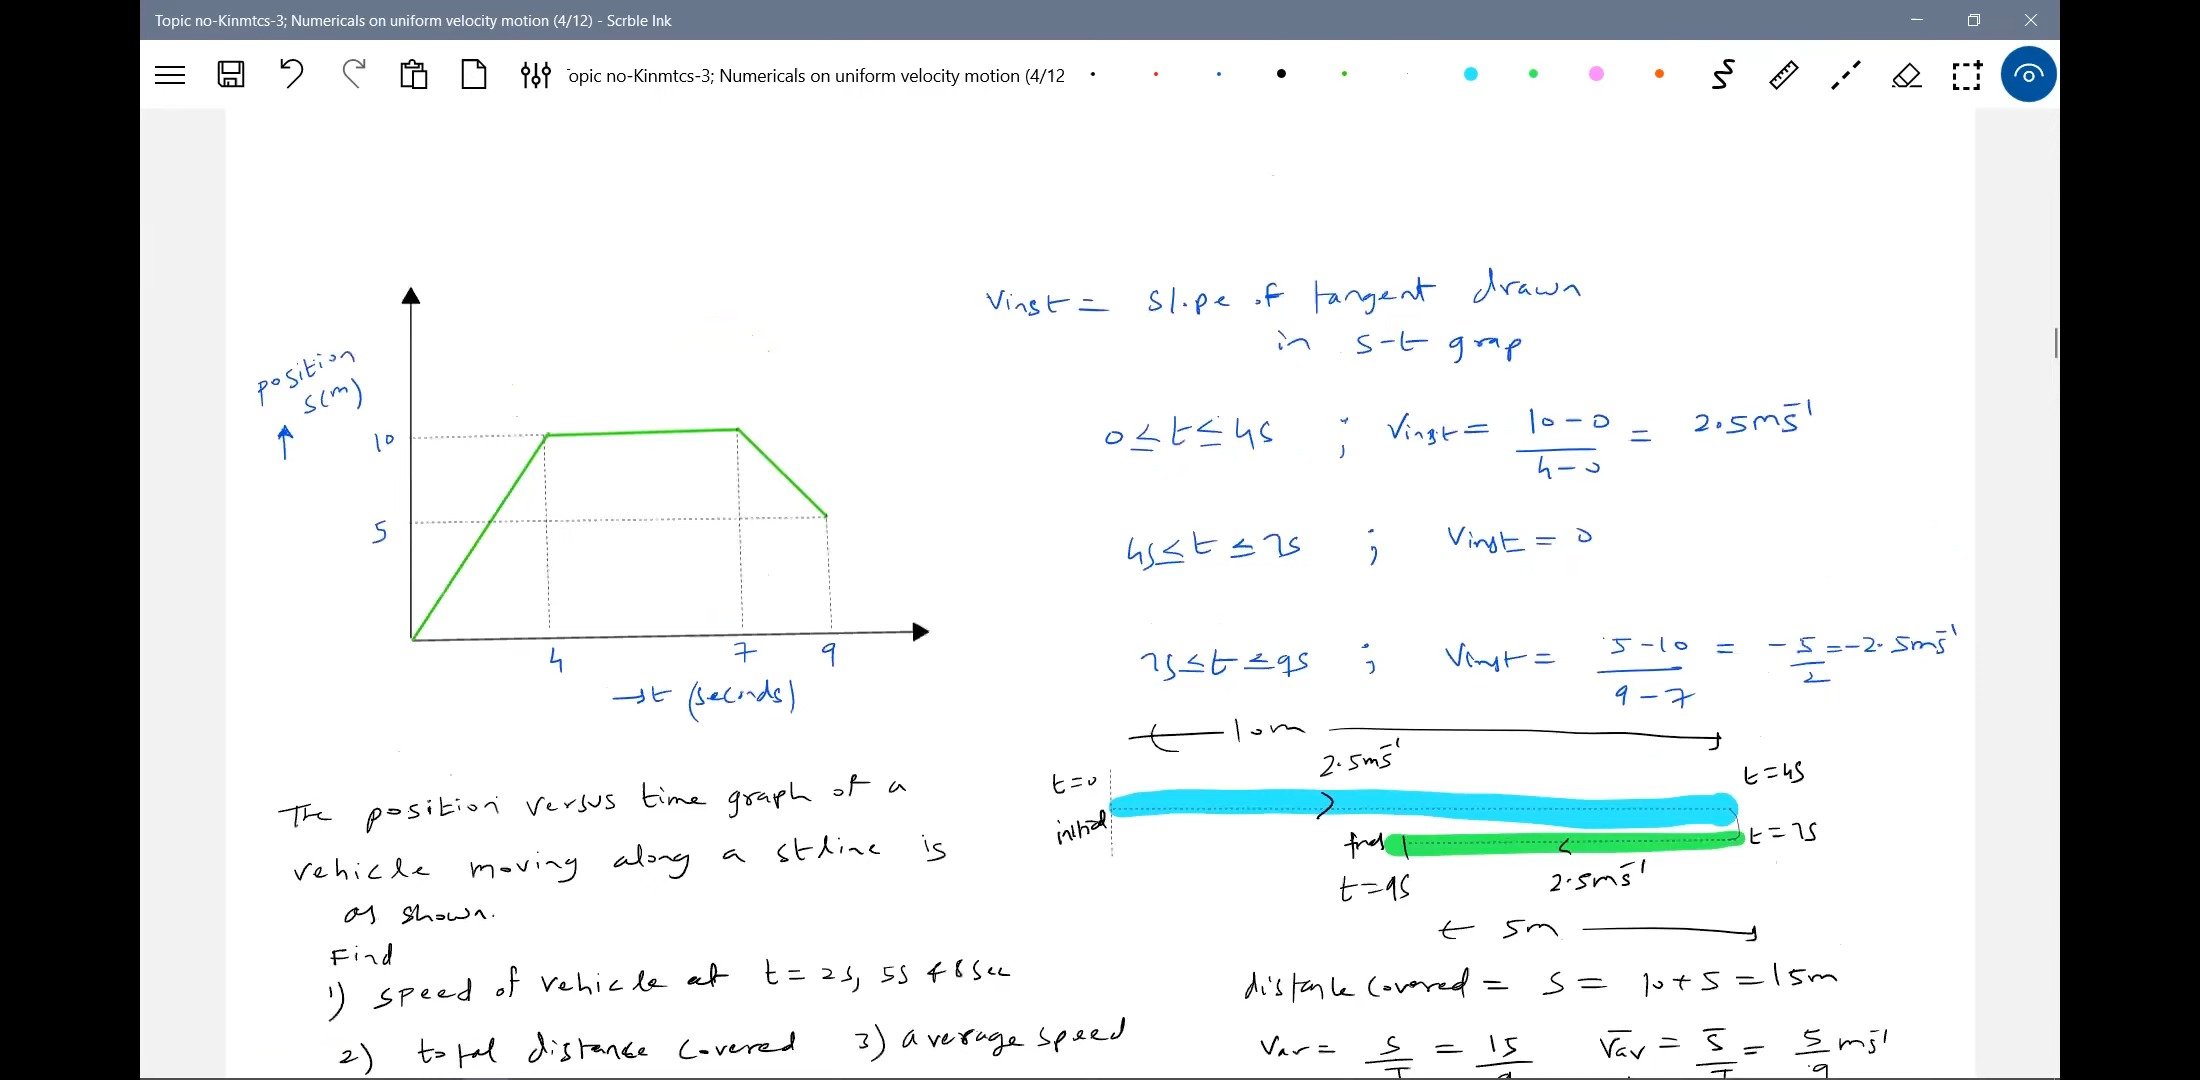 Topic no-Kinmtcs-3; Numericals on uniform velocity motion (4/12) - Scrble Ink
opic no-Kinmtcs-3; Numericals on uniform velocity motion (4/12
position
s(m)
↑
10
5
4 7 9
→t (seconds)
Vinst = slope of tangent drawn
in s-t grap
0≤t≤4s ; Vinst = 10-0/4-0 = 2.5ms⁻¹
4s≤t≤7s ; Vinst = 0
7s≤t≤9s ; Vinst = 5-10/9-7 = -5/2 = -2.5ms⁻¹
← 10m →
2.5ms⁻¹
t=0 t=4s
initial
final t=7s
t=9s 2.5ms⁻¹
← 5m →
The position versus time graph of a
vehicle moving along a st line is
as shown.
Find
1) speed of vehicle at t= 2s, 5s & 8sec
2) total distance covered 3) average speed
distance covered = S = 10+5 = 15m
Vav = S/T = 15/9 V̄av = S̄/T = 5/9 ms⁻¹